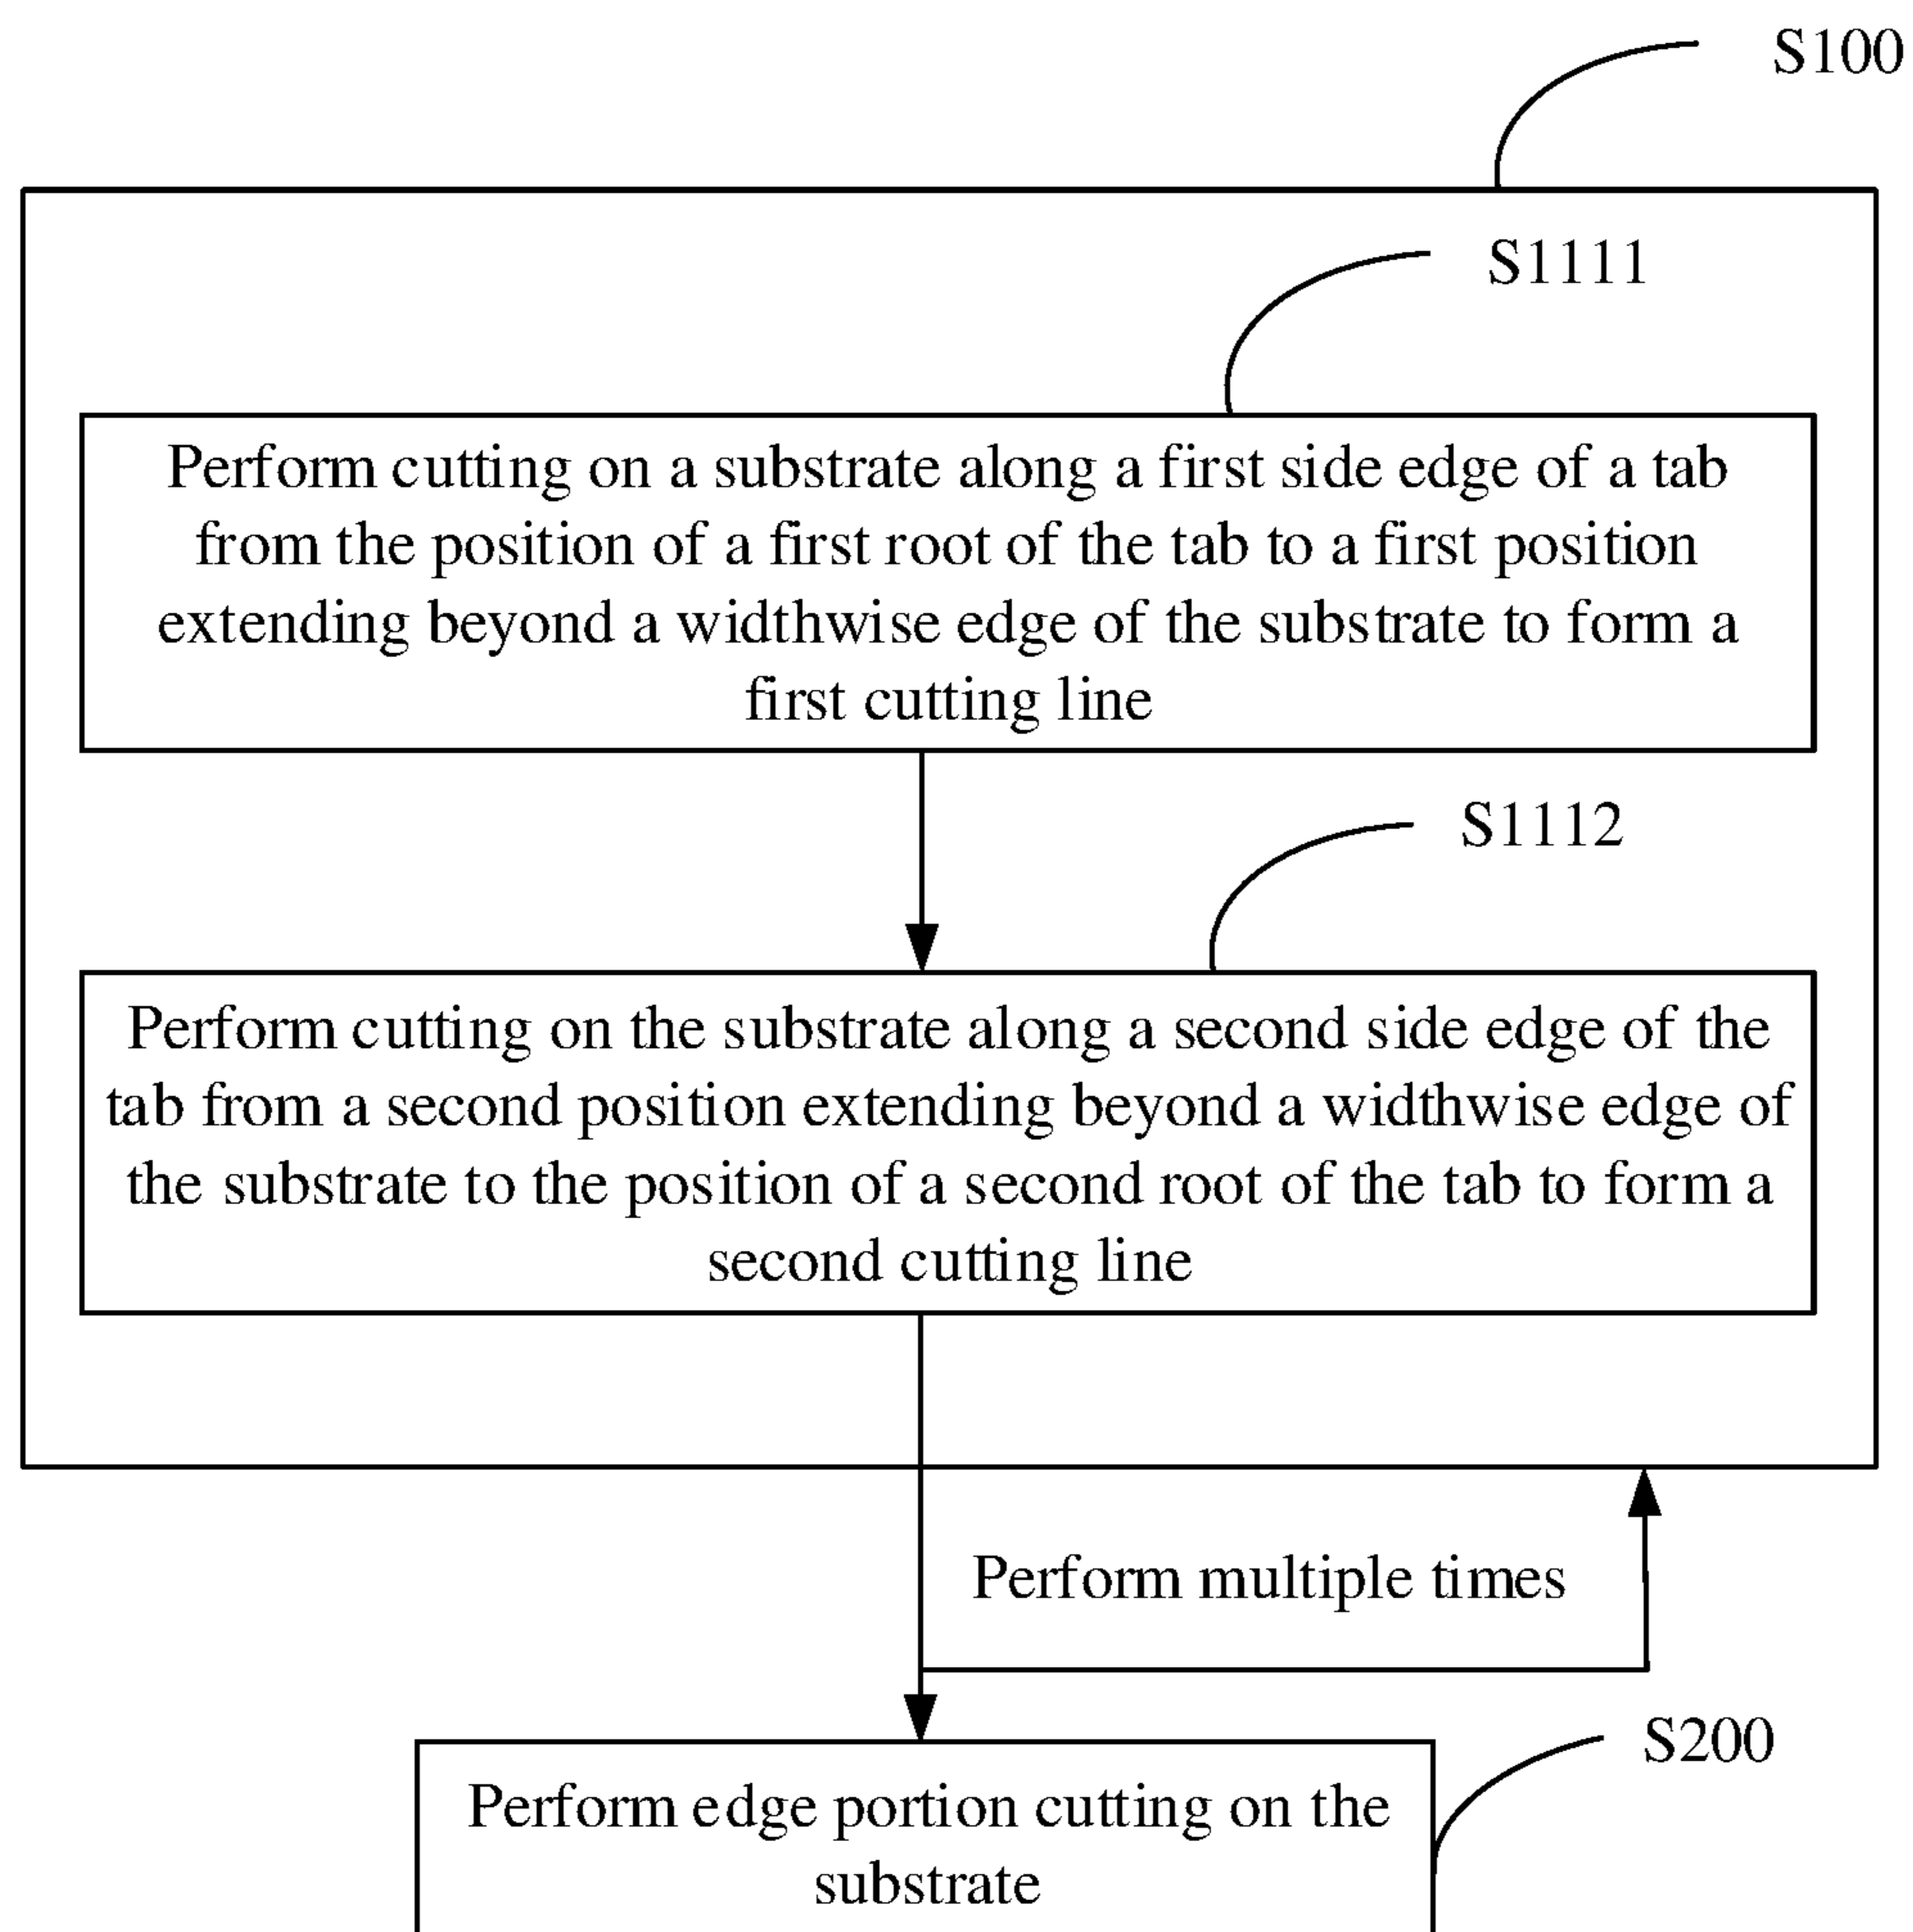 S100
S1111
Perform cutting on a substrate along a first side edge of a tab
from the position of a first root of the tab to a first position
extending beyond a widthwise edge of the substrate to form a
first cutting line
S1112
Perform cutting on the substrate along a second side edge of the
tab from a second position extending beyond a widthwise edge of
the substrate to the position of a second root of the tab to form a
second cutting line
Perform multiple times
S200
Perform edge portion cutting on the
substrate